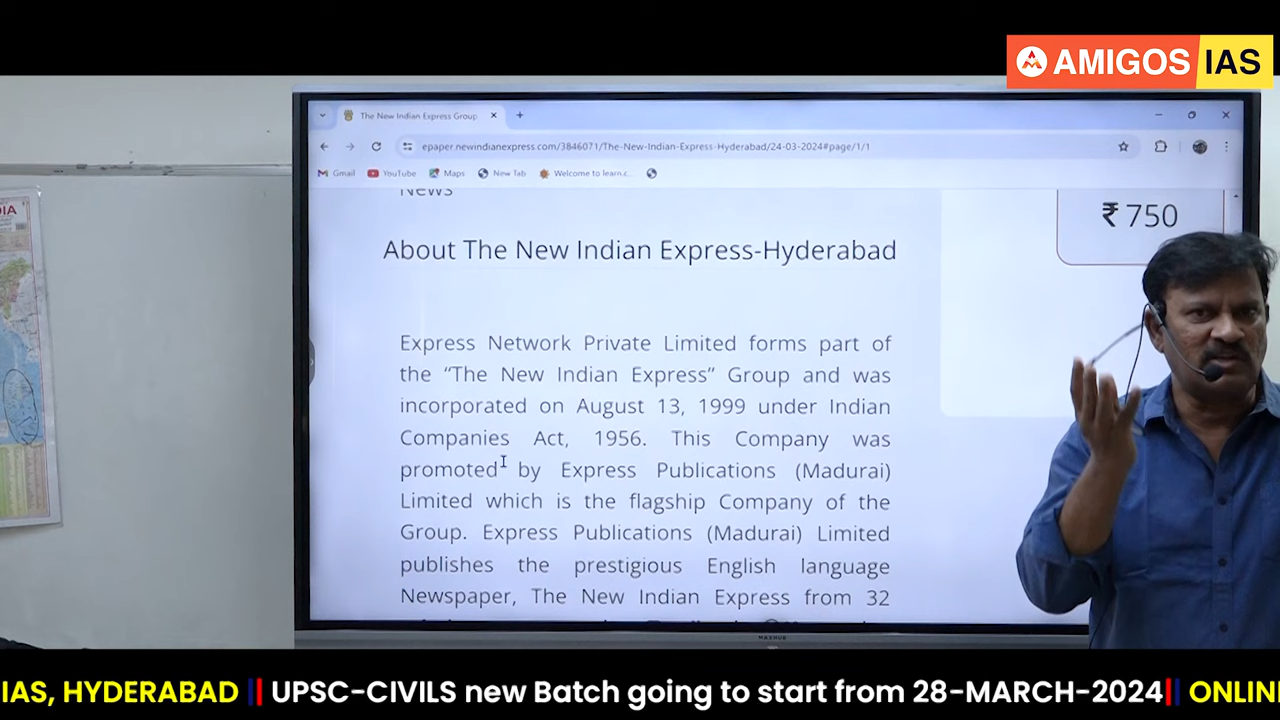 AMIGOS IAS
The New Indian Express Group
epaper.newindianexpress.com/3846071/The-New-Indian-Express-Hyderabad/24-03-2024#page/1/1
Gmail YouTube Maps New Tab Welcome to learn.c...
News
₹ 750
About The New Indian Express-Hyderabad
Express Network Private Limited forms part of
the “The New Indian Express” Group and was
incorporated on August 13, 1999 under Indian
Companies Act, 1956. This Company was
promoted by Express Publications (Madurai)
Limited which is the flagship Company of the
Group. Express Publications (Madurai) Limited
publishes the prestigious English language
Newspaper, The New Indian Express from 32
MAXHUB
IAS, HYDERABAD || UPSC-CIVILS new Batch going to start from 28-MARCH-2024|| ONLIN